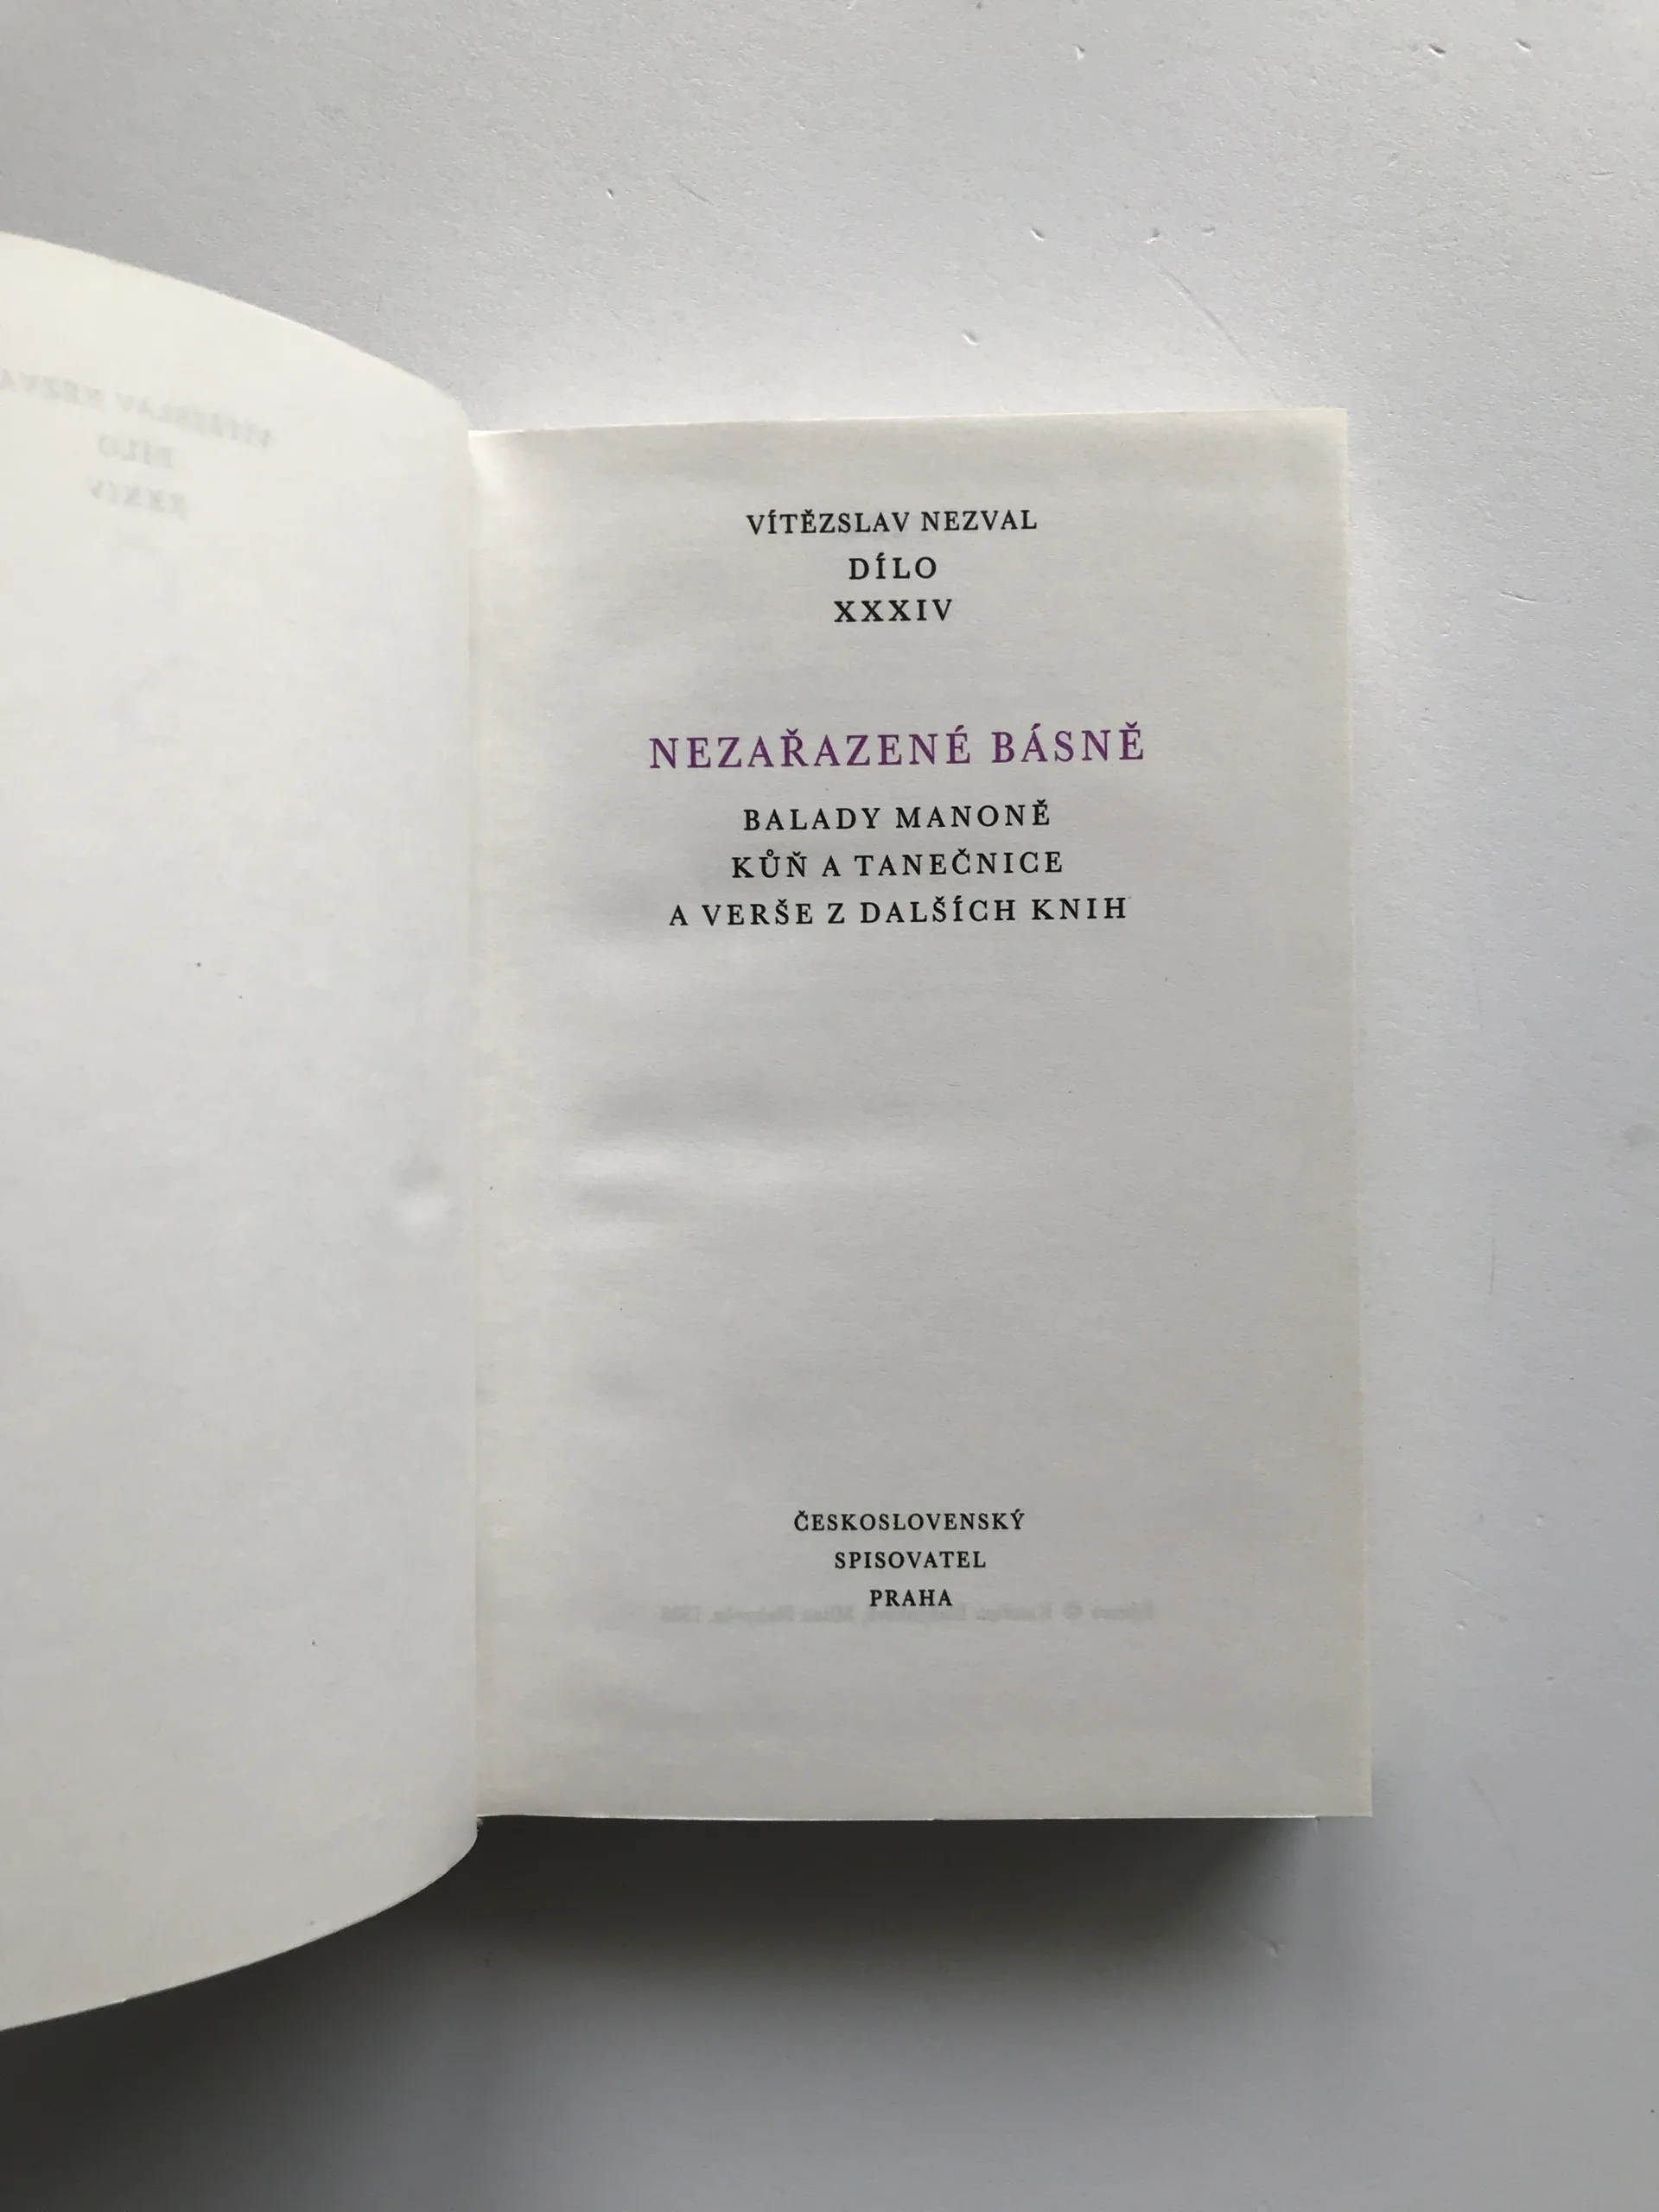 VÍTĚZSLAV NEZVAL
DÍLO
XXXIV
NEZAŘAZENÉ BÁSNĚ
BALADY MANONĚ
KŮŇ A TANEČNICE
A VERŠE Z DALŠÍCH KNIH
ČESKOSLOVENSKÝ
SPISOVATEL
PRAHA